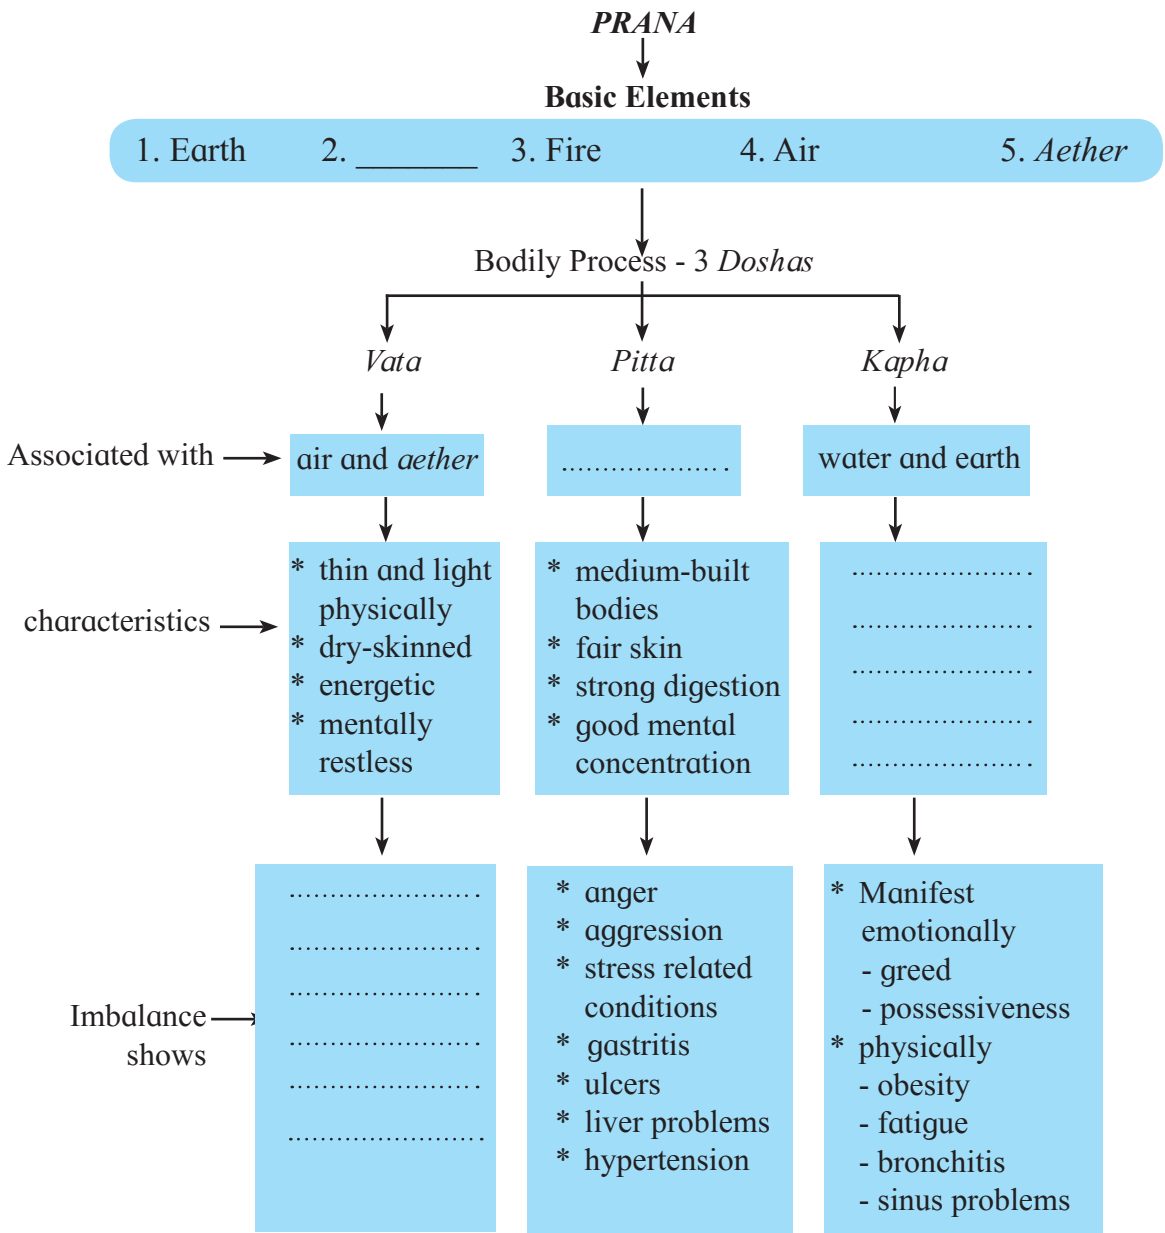 PRANA
Basic Elements
1. Earth 2. _______ 3. Fire 4. Air 5. Aether
Bodily Process - 3 Doshas
Vata Pitta Kapha
Associated with
air and aether
.....................
water and earth
characteristics
* thin and light
physically
* dry-skinned
* energetic
* mentally
restless
* medium-built
bodies
* fair skin
* strong digestion
* good mental
concentration
......................
......................
......................
......................
......................
Imbalance
shows
........................
........................
........................
........................
........................
........................
* anger
* aggression
* stress related
conditions
* gastritis
* ulcers
* liver problems
* hypertension
* Manifest
emotionally
- greed
- possessiveness
* physically
- obesity
- fatigue
- bronchitis
- sinus problems